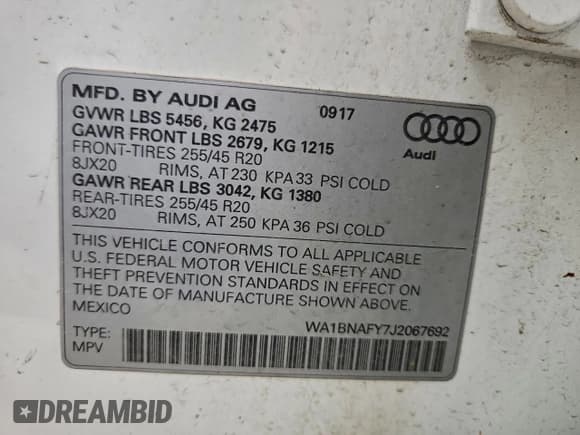 MFD. BY AUDI AG 0917
GVWR LBS 5456, KG 2475
GAWR FRONT LBS 2679, KG 1215
FRONT-TIRES 255/45 R20
8JX20 RIMS, AT 230 KPA 33 PSI COLD
GAWR REAR LBS 3042, KG 1380
REAR-TIRES 255/45 R20
8JX20 RIMS, AT 250 KPA 36 PSI COLD
Audi
THIS VEHICLE CONFORMS TO ALL APPLICABLE
U.S. FEDERAL MOTOR VEHICLE SAFETY AND
THEFT PREVENTION STANDARDS IN EFFECT ON
THE DATE OF MANUFACTURE SHOWN ABOVE.
MEXICO
WA1BNAFY7J2067692
TYPE:
MPV
DREAMBID